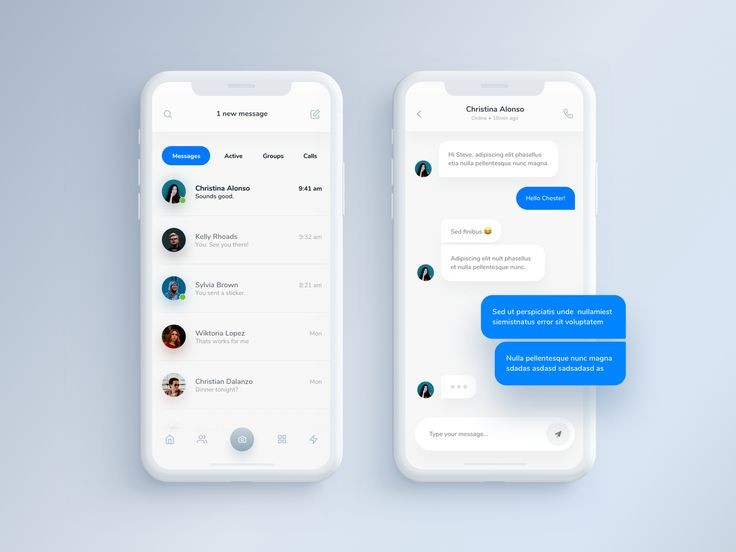 1 new message
Messages
Active
Groups
Calls
Christina Alonso
9:41 am
Sounds good.
Kelly Rhoads
9:32 am
You: See you there!
Sylvia Brown
8:21 am
You sent a sticker.
Wiktoria Lopez
Mon
Thats works for me
Christian Dalanzo
Mon
Dinner tonight?
Christina Alonso
Online • 10min ago
Hi Steve, adipiscing elit phasellus
etia nulla pellentesque nunc magna
Hello Chester!
Sed finibus 😂
Adipiscing elit nult phasellus
et nulla pellentesque nunc.
Sed ut perspiciatis unde nullamiest
siemistnatus error sit voluptatem
Nulla pellentesque nunc magna
sdadas asdasd sadsadasd as
Type your message...